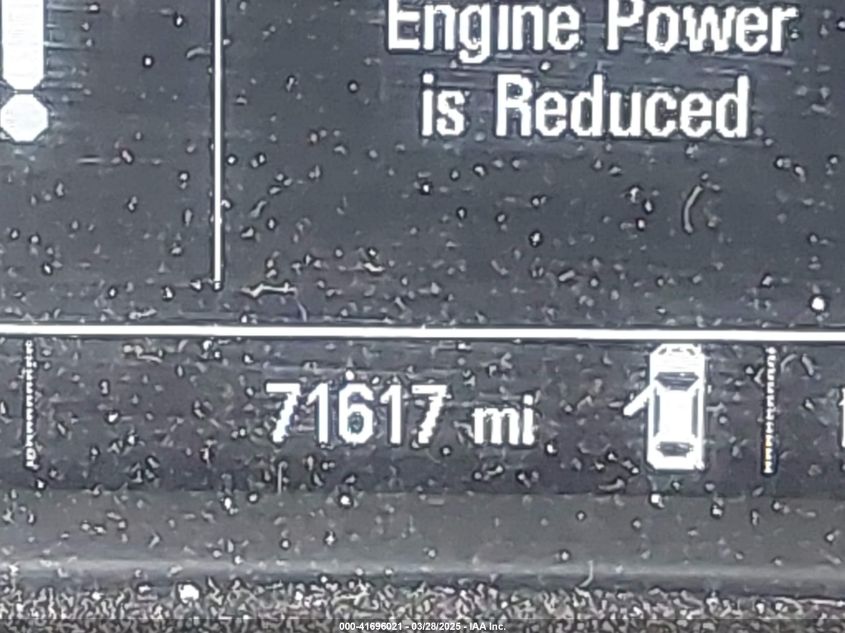 Engine Power
is Reduced
71617 mi
000-41696021 - 03/28/2025 - IAA Inc.